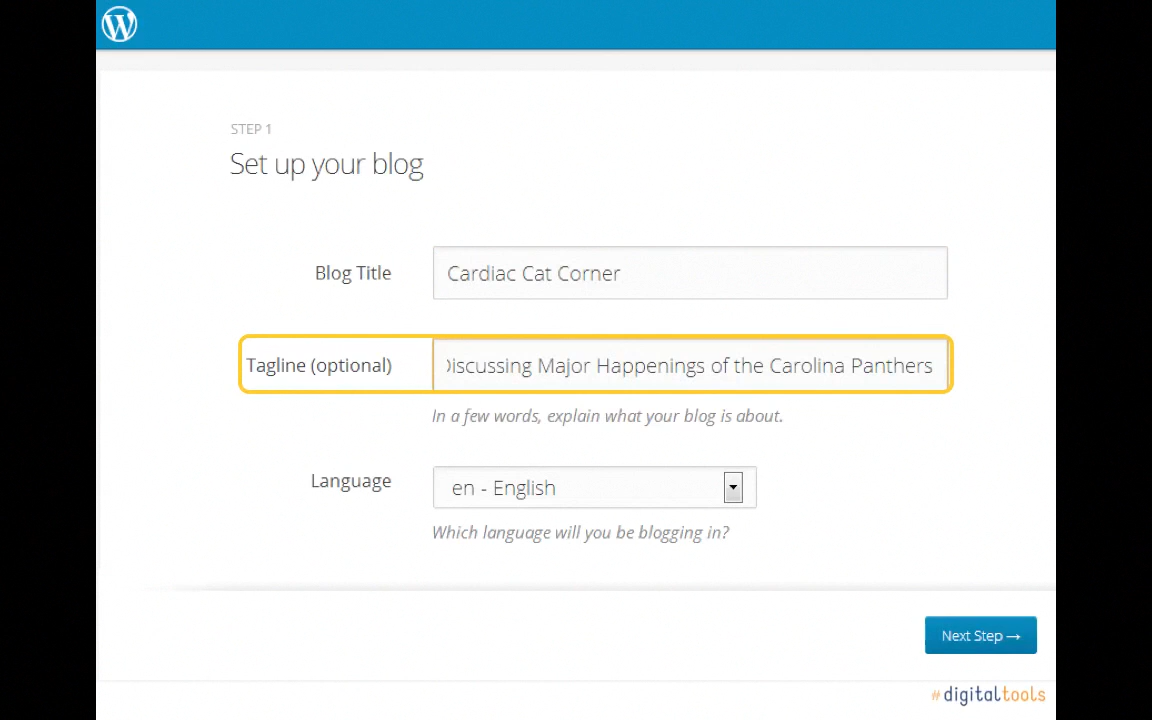 STEP 1
Set up your blog
Blog Title
Cardiac Cat Corner
Tagline (optional)
Discussing Major Happenings of the Carolina Panthers
In a few words, explain what your blog is about.
Language
en - English
Which language will you be blogging in?
Next Step →
#digitaltools